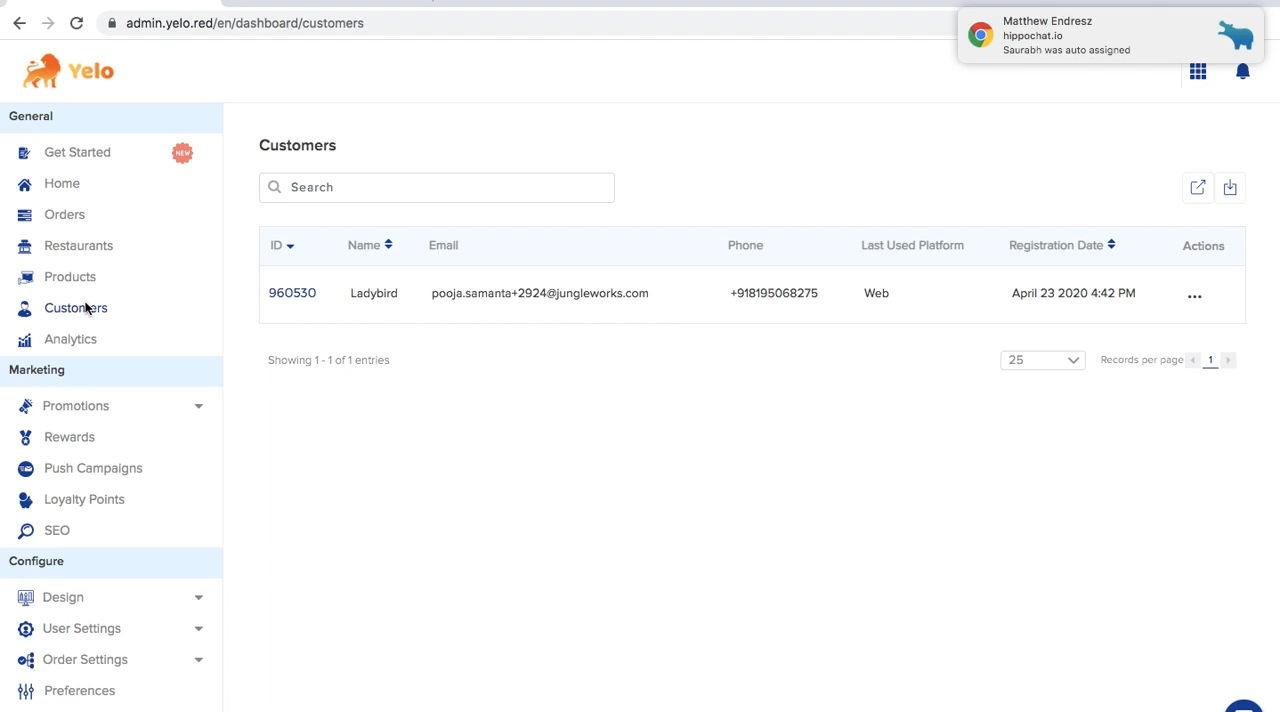 admin.yelo.red/en/dashboard/customers
Matthew Endresz
hippochat.io
Saurabh was auto assigned
Yelo
General
Get Started
NEW
Home
Orders
Restaurants
Products
Customers
Analytics
Marketing
Promotions
Rewards
Push Campaigns
Loyalty Points
SEO
Configure
Design
User Settings
Order Settings
Preferences
Customers
Search
ID Name Email Phone Last Used Platform Registration Date Actions
960530 Ladybird pooja.samanta+2924@jungleworks.com +918195068275 Web April 23 2020 4:42 PM ...
Showing 1 - 1 of 1 entries 25 Records per page 1